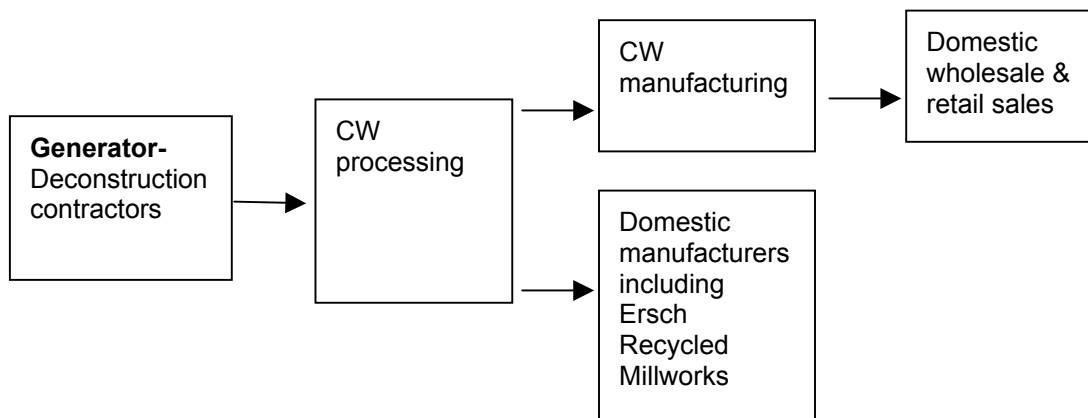 Generator-
Deconstruction
contractors
CW
processing
CW
manufacturing
Domestic
wholesale &
retail sales
Domestic
manufacturers
including
Ersch
Recycled
Millworks